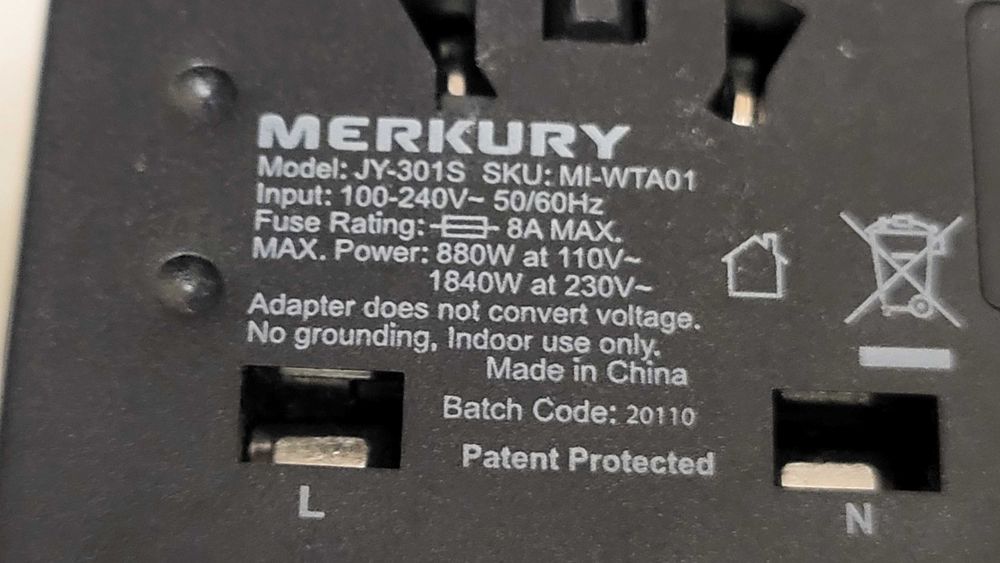 MERKURY
Model: JY-301S SKU: MI-WTA01
Input: 100-240V~ 50/60Hz
Fuse Rating: 8A MAX.
MAX. Power: 880W at 110V~
1840W at 230V~
Adapter does not convert voltage.
No grounding, Indoor use only.
Made in China
Batch Code: 20110
Patent Protected
L
N